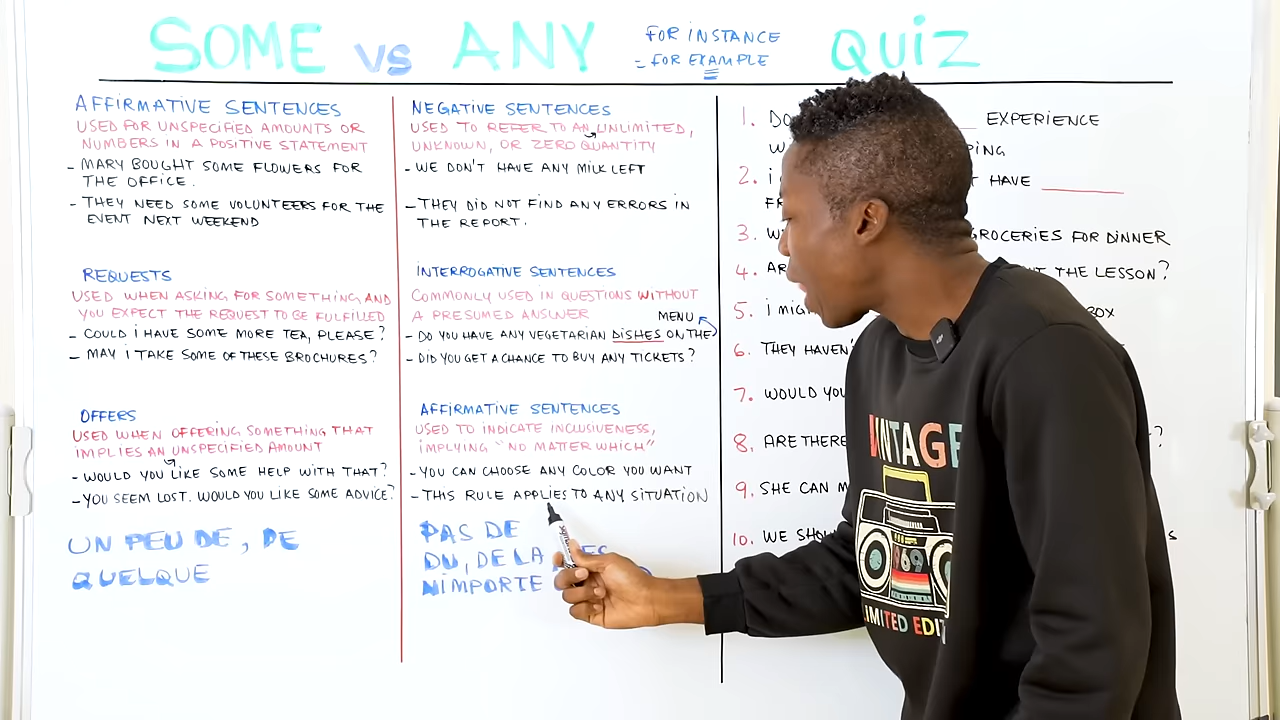 SOME vs ANY
FOR INSTANCE
= FOR EXAMPLE
QUIZ
AFFIRMATIVE SENTENCES
USED FOR UNSPECIFIED AMOUNTS OR
NUMBERS IN A POSITIVE STATEMENT
- MARY BOUGHT SOME FLOWERS FOR
THE OFFICE.
- THEY NEED SOME VOLUNTEERS FOR THE
EVENT NEXT WEEKEND
REQUESTS
USED WHEN ASKING FOR SOMETHING AND
YOU EXPECT THE REQUEST TO BE FULFILLED
- COULD I HAVE SOME MORE TEA, PLEASE?
- MAY I TAKE SOME OF THESE BROCHURES?
OFFERS
USED WHEN OFFERING SOMETHING THAT
IMPLIES AN UNSPECIFIED AMOUNT
- WOULD YOU LIKE SOME HELP WITH THAT?
- YOU SEEM LOST. WOULD YOU LIKE SOME ADVICE?
UN PEU DE, DE
QUELQUE
NEGATIVE SENTENCES
USED TO REFER TO AN UNLIMITED,
UNKNOWN, OR ZERO QUANTITY
- WE DON'T HAVE ANY MILK LEFT
- THEY DID NOT FIND ANY ERRORS IN
THE REPORT.
INTERROGATIVE SENTENCES
COMMONLY USED IN QUESTIONS WITHOUT
A PRESUMED ANSWER
MENU
- DO YOU HAVE ANY VEGETARIAN DISHES ON THE
- DID YOU GET A CHANCE TO BUY ANY TICKETS?
AFFIRMATIVE SENTENCES
USED TO INDICATE INCLUSIVENESS,
IMPLYING "NO MATTER WHICH"
- YOU CAN CHOOSE ANY COLOR YOU WANT
- THIS RULE APPLIES TO ANY SITUATION
PAS DE
DU, DE LA
NIMPORTE
1. DO EXPERIENCE
2. I HAVE
3. GROCERIES FOR DINNER
4. THE LESSON?
5. I
6. THEY HAVEN'
7. WOULD YOU
8. ARE THERE ?
9. SHE CAN
10. WE
VINTAGE
1969
LIMITED